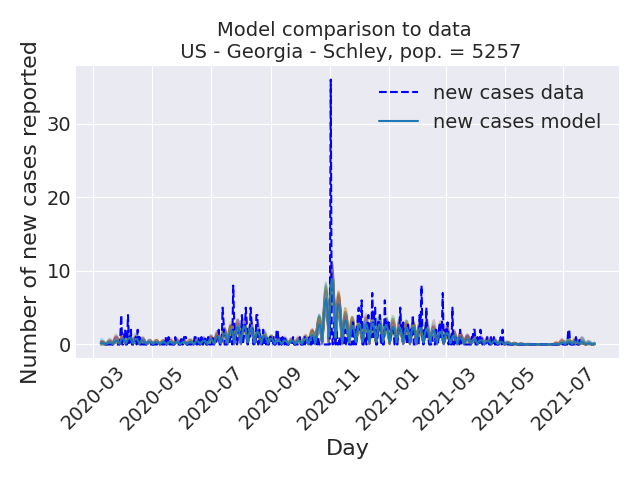 Model comparison to data
US - Georgia - Schley, pop. = 5257
new cases data
new cases model
Number of new cases reported
30
20
10
0
2020-03
2020-05
2020-07
2020-09
2020-11
2021-01
2021-03
2021-05
2021-07
Day